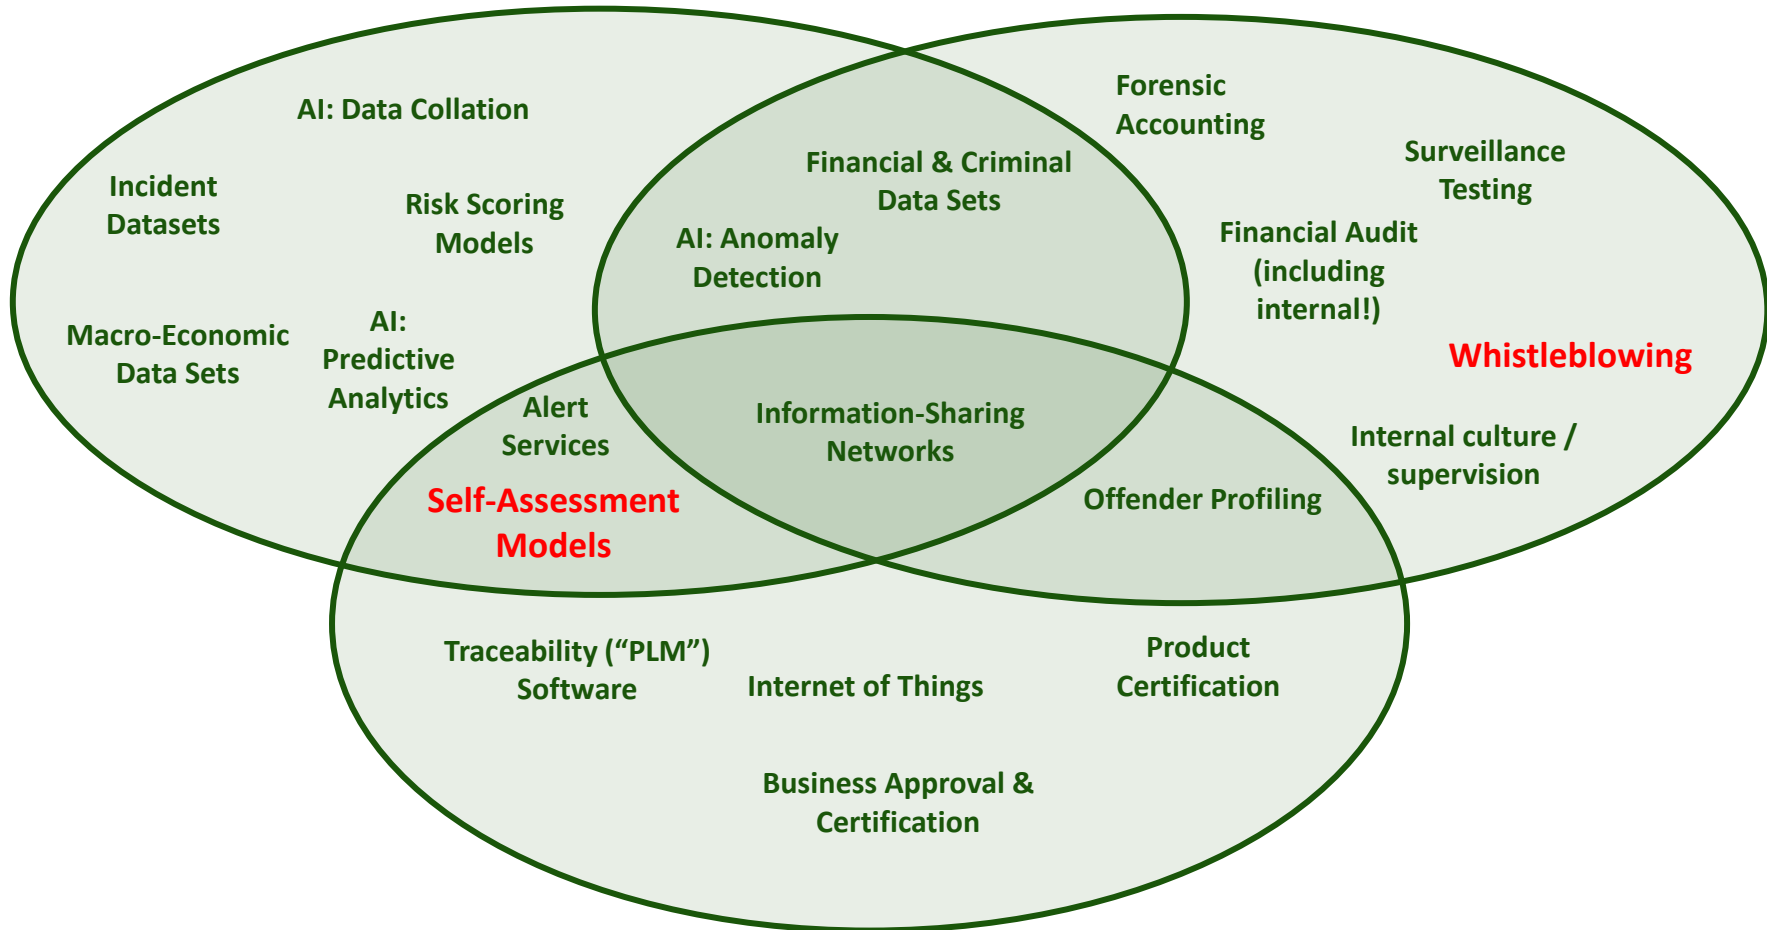 AI: Data Collation
Incident
Datasets
Risk Scoring
Models
Macro-Economic
Data Sets
AI:
Predictive
Analytics
Financial & Criminal
Data Sets
AI: Anomaly
Detection
Forensic
Accounting
Surveillance
Testing
Financial Audit
(including
internal!)
Whistleblowing
Internal culture /
supervision
Alert
Services
Self-Assessment
Models
Information-Sharing
Networks
Offender Profiling
Traceability (“PLM”)
Software
Internet of Things
Product
Certification
Business Approval &
Certification